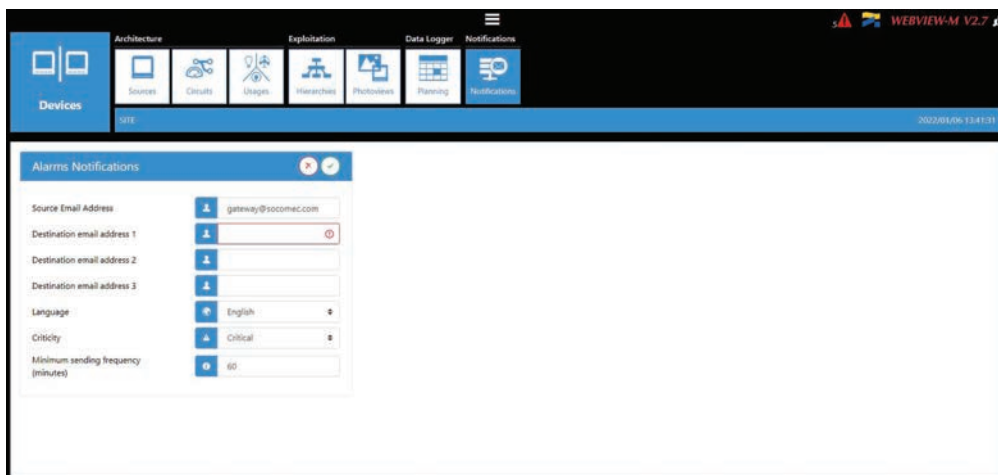 5 WEBVIEW-M V2.7
Architecture Exploitation Data Logger Notifications
Devices
Sources Circuits Usages Hierarchies Photoviews Planning Notifications
SITE 2022/01/06 13:41:31
Alarms Notifications
Source Email Address gateway@socomec.com
Destination email address 1
Destination email address 2
Destination email address 3
Language English
Criticity Critical
Minimum sending frequency
(minutes) 60